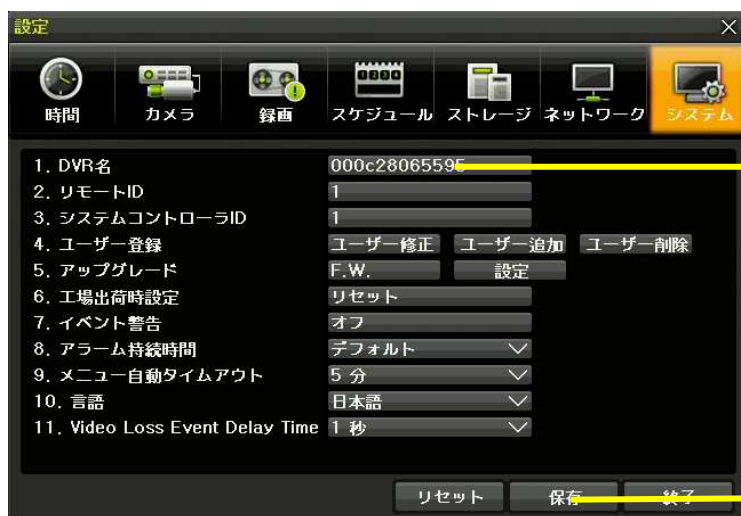 設定
時間 カメラ 録画 スケジュール ストレージ ネットワーク システム
1. DVR名 000c28065595
2. リモートID 1
3. システムコントローラID 1
4. ユーザー登録 ユーザー修正 ユーザー追加 ユーザー削除
5. アップグレード F.W. 設定
6. 工場出荷時設定 リセット
7. イベント警告 オフ
8. アラーム持続時間 デフォルト
9. メニュー自動タイムアウト 5 分
10. 言語 日本語
11. Video Loss Event Delay Time 1 秒
リセット 保存 終了